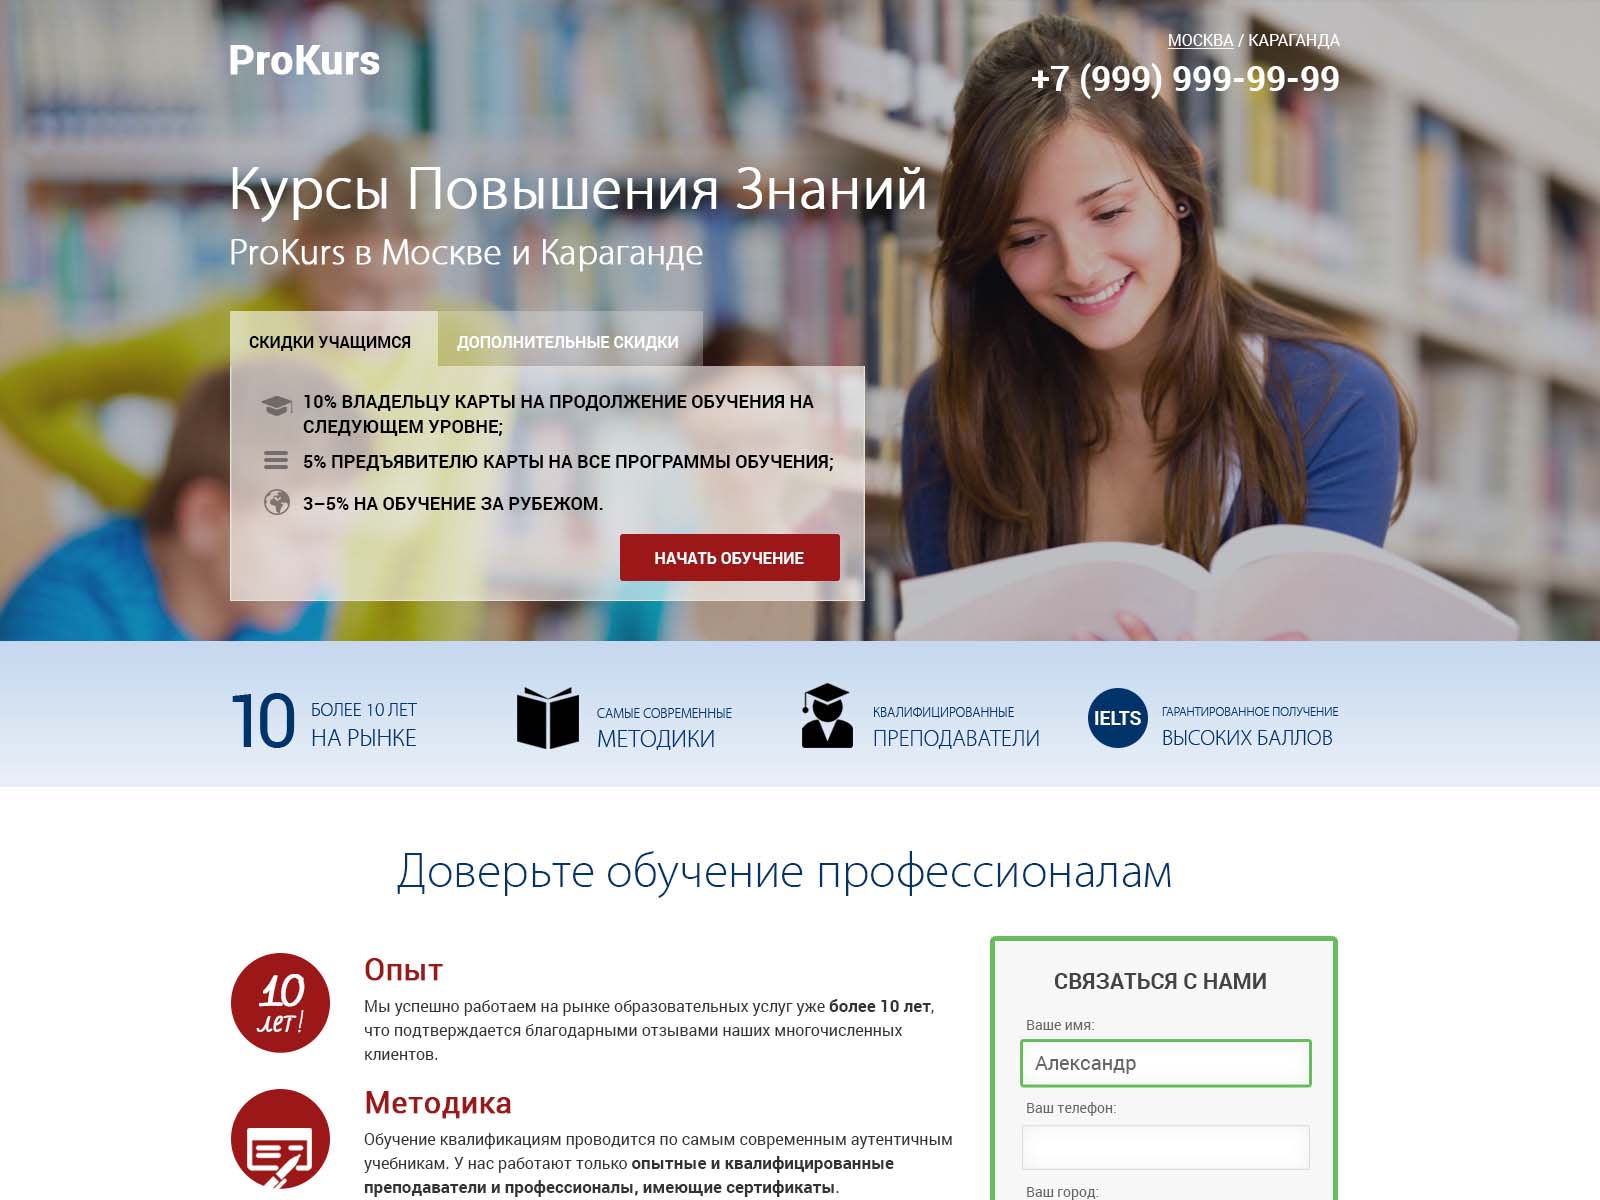 ProKurs
МОСКВА / КАРАГАНДА
+7 (999) 999-99-99
Курсы Повышения Знаний
ProKurs в Москве и Караганде
СКИДКИ УЧАЩИМСЯ
ДОПОЛНИТЕЛЬНЫЕ СКИДКИ
10% ВЛАДЕЛЬЦУ КАРТЫ НА ПРОДОЛЖЕНИЕ ОБУЧЕНИЯ НА
СЛЕДУЮЩЕМ УРОВНЕ;
5% ПРЕДЪЯВИТЕЛЮ КАРТЫ НА ВСЕ ПРОГРАММЫ ОБУЧЕНИЯ;
3–5% НА ОБУЧЕНИЕ ЗА РУБЕЖОМ.
НАЧАТЬ ОБУЧЕНИЕ
10
БОЛЕЕ 10 ЛЕТ
НА РЫНКЕ
САМЫЕ СОВРЕМЕННЫЕ
МЕТОДИКИ
КВАЛИФИЦИРОВАННЫЕ
ПРЕПОДАВАТЕЛИ
IELTS
ГАРАНТИРОВАННОЕ ПОЛУЧЕНИЕ
ВЫСОКИХ БАЛЛОВ
Доверьте обучение профессионалам
10
лет!
Опыт
Мы успешно работаем на рынке образовательных услуг уже более 10 лет,
что подтверждается благодарными отзывами наших многочисленных
клиентов.
Методика
Обучение квалификациям проводится по самым современным аутентичным
учебникам. У нас работают только опытные и квалифицированные
преподаватели и профессионалы, имеющие сертификаты.
СВЯЗАТЬСЯ С НАМИ
Ваше имя:
Александр
Ваш телефон:
Ваш город: